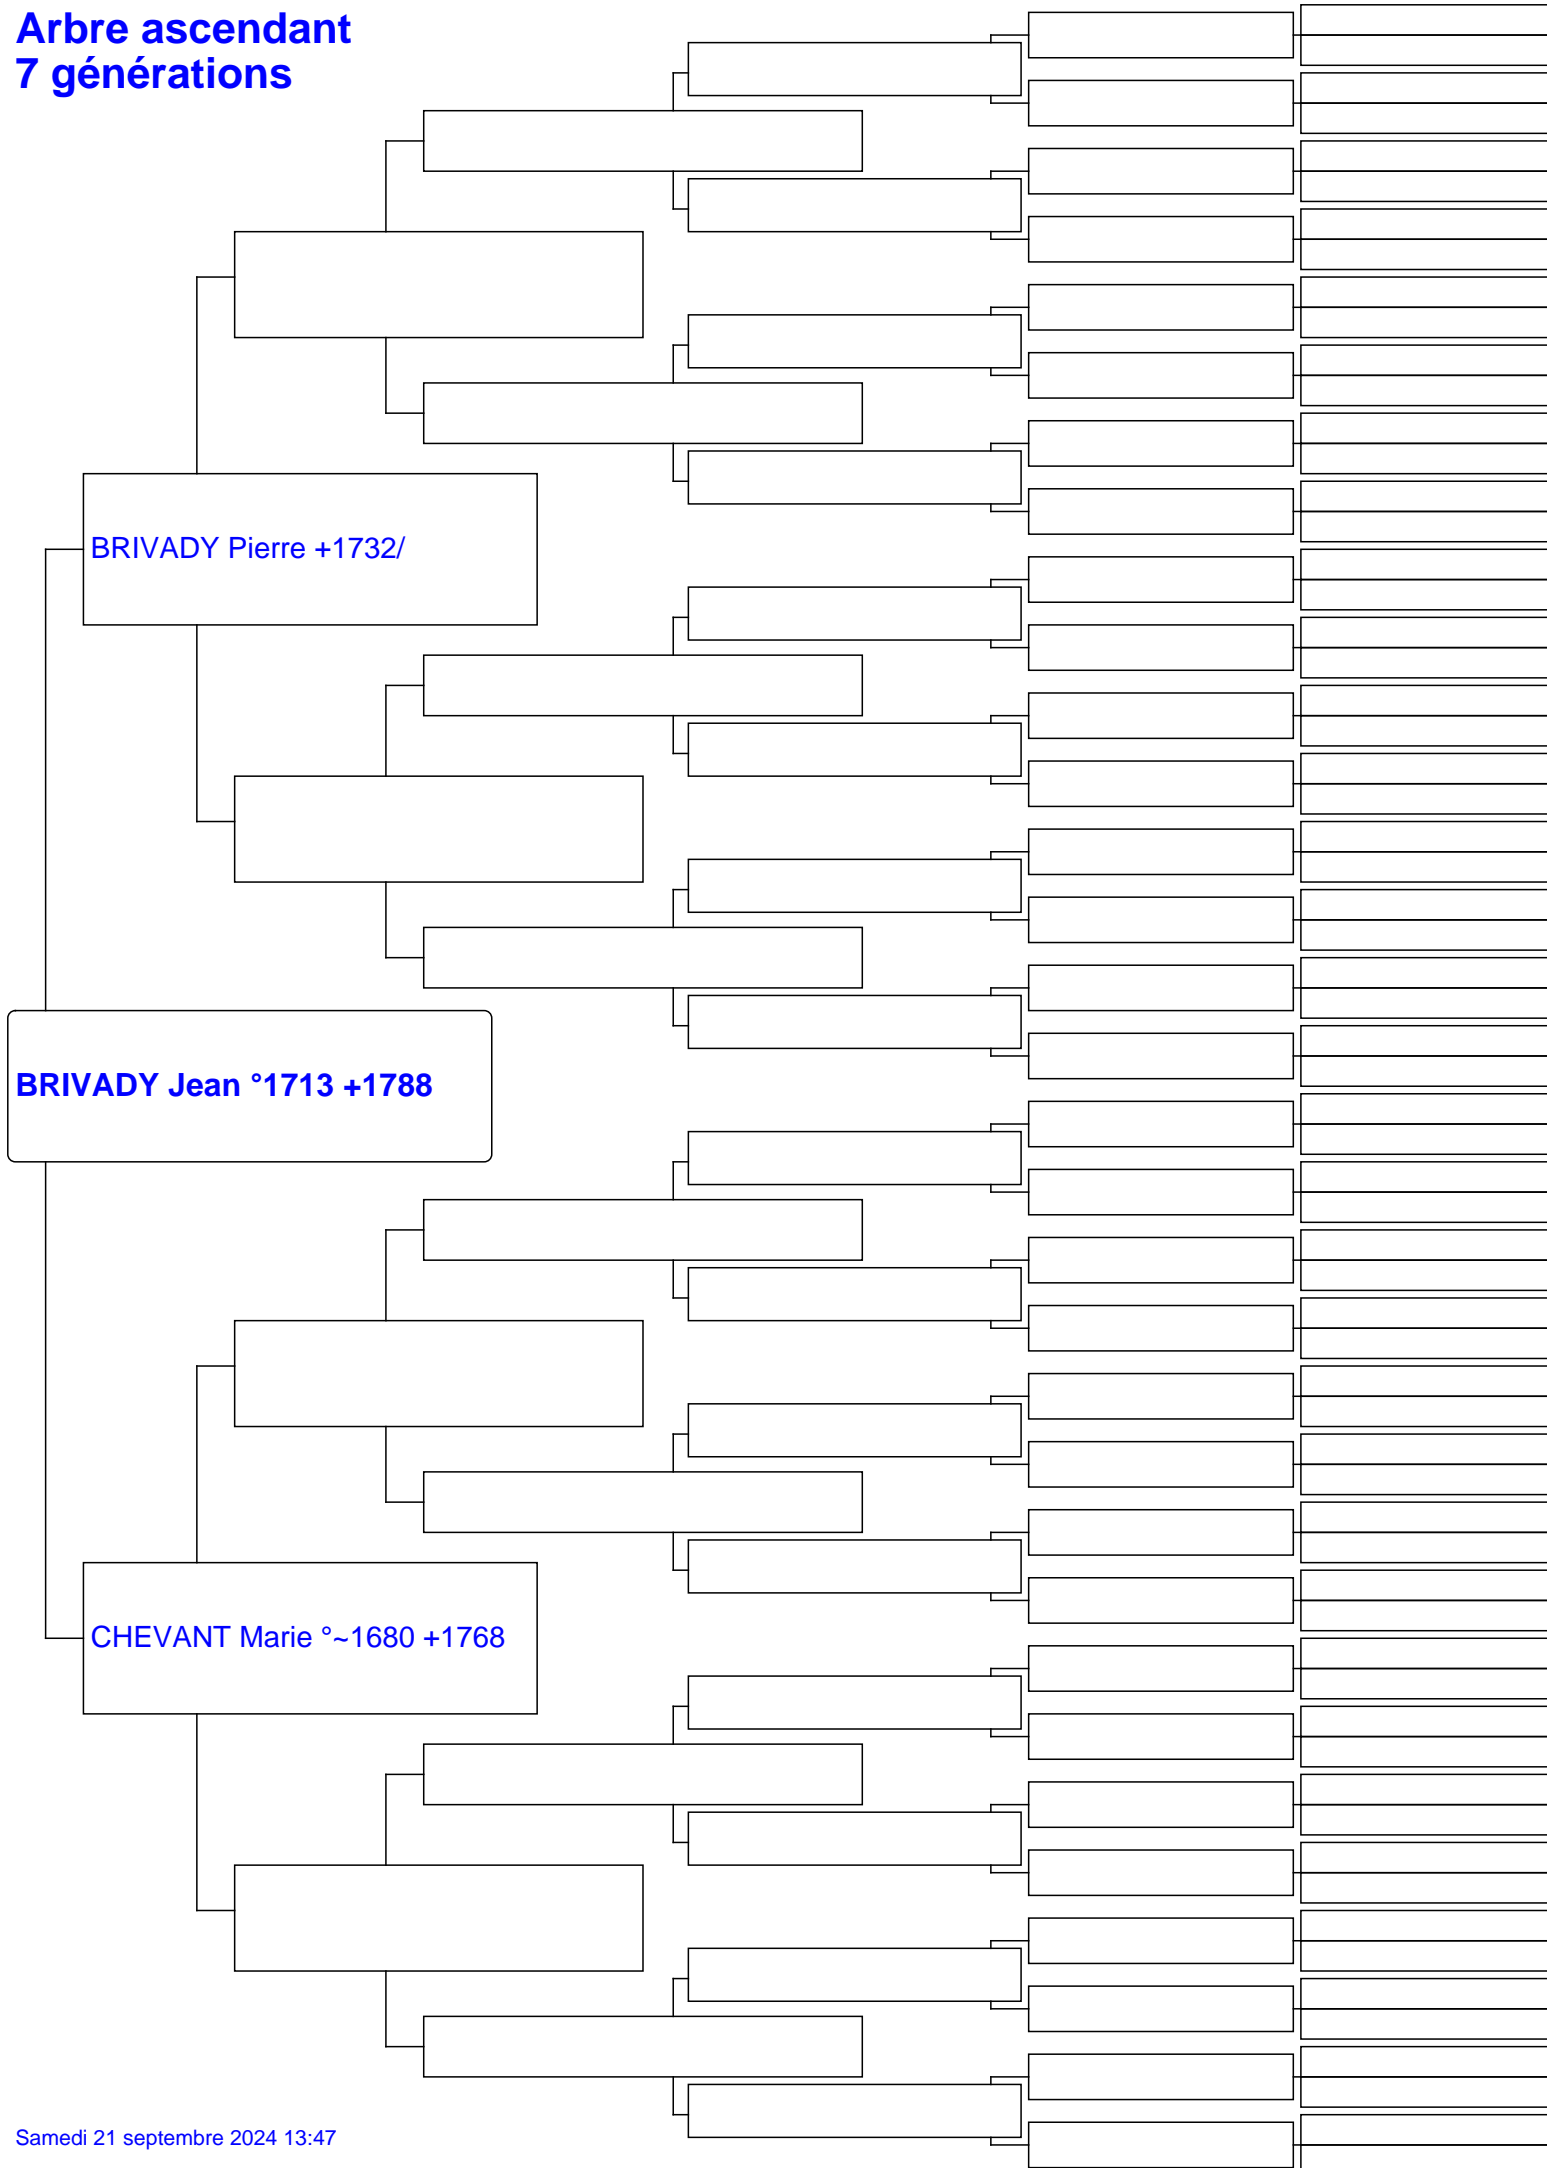 Arbre ascendant
7 générations
BRIVADY Pierre +1732/
BRIVADY Jean °1713 +1788
CHEVANT Marie °~1680 +1768
Samedi 21 septembre 2024 13:47